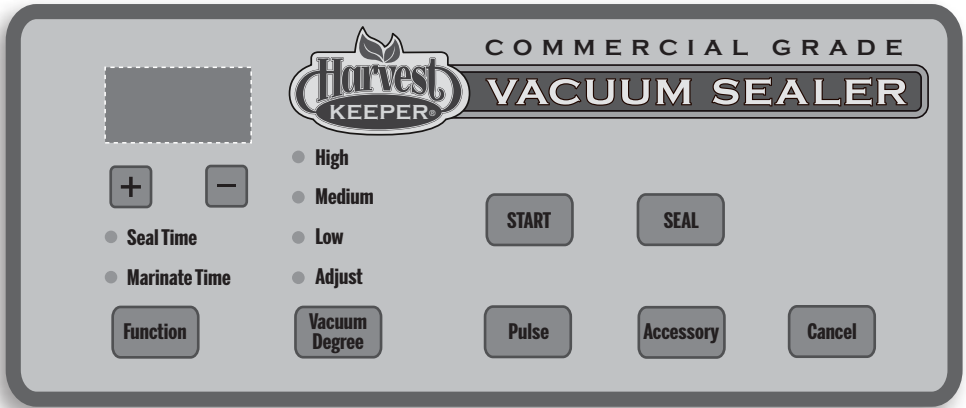 COMMERCIAL GRADE
Harvest
KEEPER®
VACUUM SEALER
+ −
Seal Time
Marinate Time
Function
High
Medium
Low
Adjust
Vacuum
Degree
START
SEAL
Pulse
Accessory
Cancel